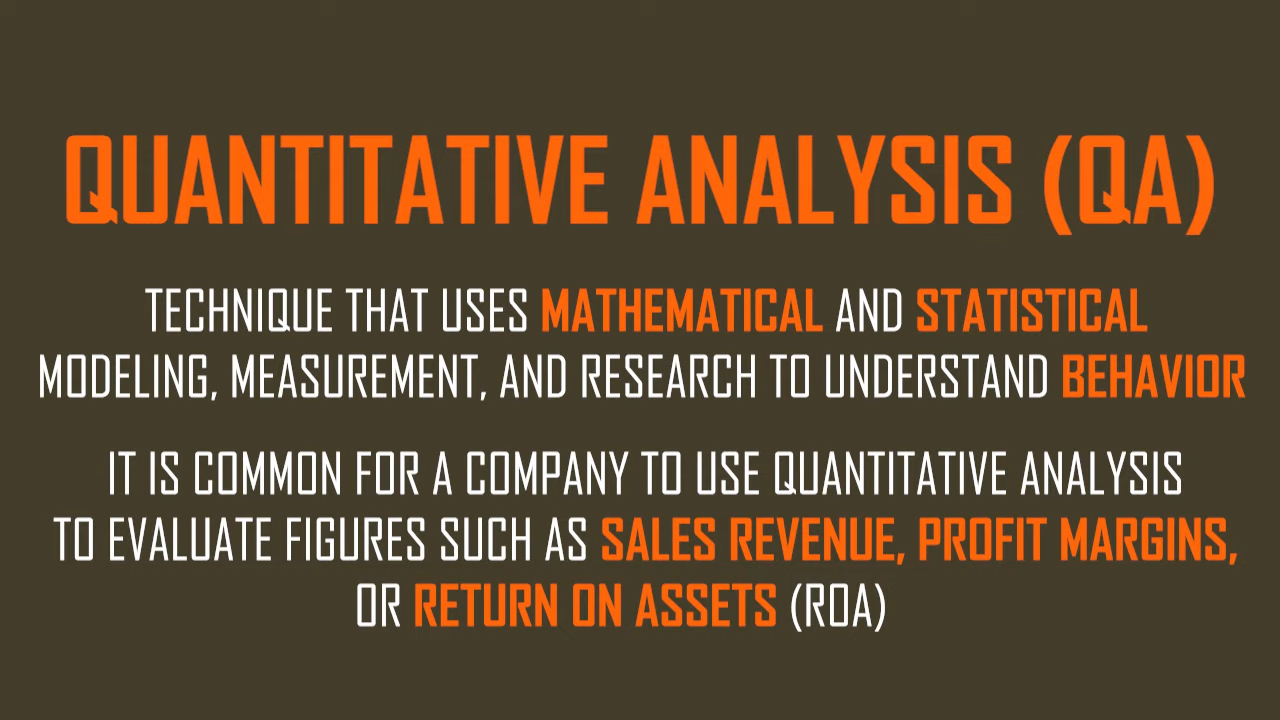 QUANTITATIVE ANALYSIS (QA)
TECHNIQUE THAT USES MATHEMATICAL AND STATISTICAL
MODELING, MEASUREMENT, AND RESEARCH TO UNDERSTAND BEHAVIOR
IT IS COMMON FOR A COMPANY TO USE QUANTITATIVE ANALYSIS
TO EVALUATE FIGURES SUCH AS SALES REVENUE, PROFIT MARGINS,
OR RETURN ON ASSETS (ROA)